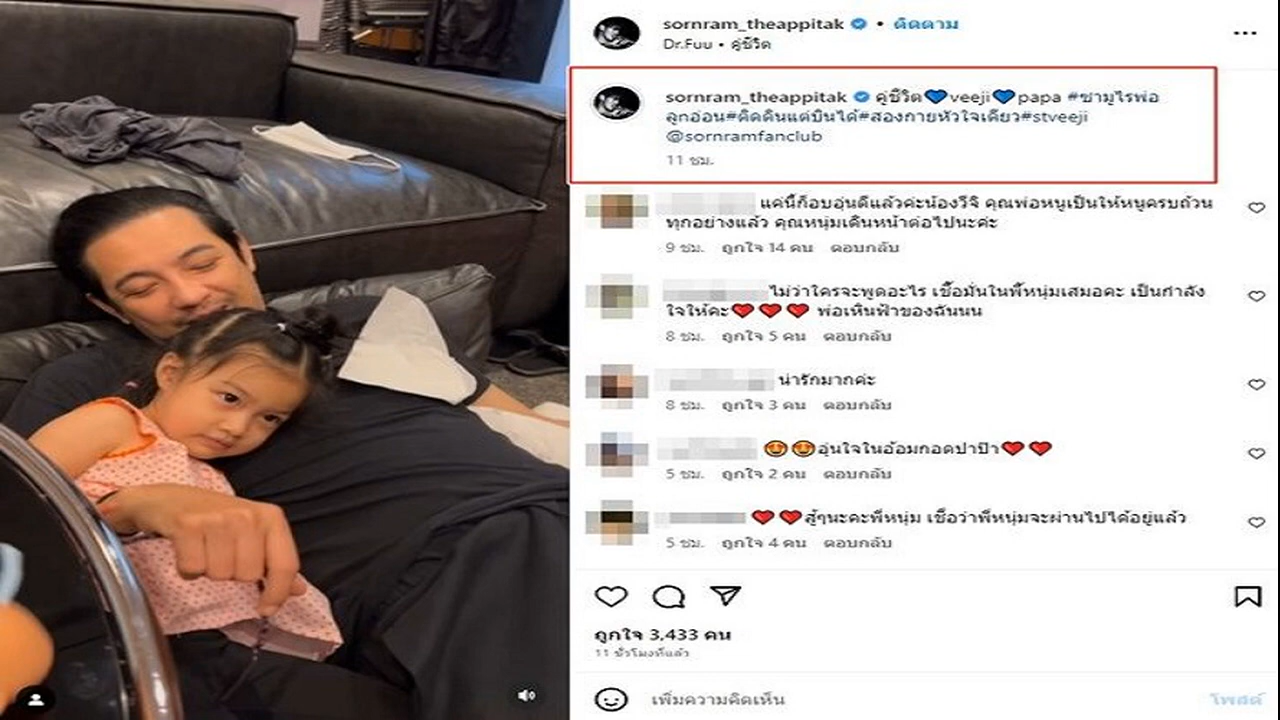 sornram_theappitak • ติดตาม
Dr.Fuu • คู่ชีวิต
sornram_theappitak คู่ชีวิต💙veeji💙papa #ซามูไรพ่อ
ลูกอ่อน#ติดดินแต่บินได้#สองกายหัวใจเดียว#stveeji
@sornramfanclub
11 ชม.
แค่นี้ก็อบอุ่นดีแล้วค่ะน้องวีจิ คุณพ่อหนูเป็นให้หนูครบถ้วน
ทุกอย่างแล้ว คุณหนุ่มเดินหน้าต่อไปนะค่ะ
9 ชม. ถูกใจ 14 คน ตอบกลับ
ไม่ว่าใครจะพูดอะไร เชื่อมั่นในพี่หนุ่มเสมอคะ เป็นกำลัง
ใจให้คะ❤️❤️❤️ พ่อเห็นฟ้าของฉันนน
8 ชม. ถูกใจ 5 คน ตอบกลับ
น่ารักมากค่ะ
8 ชม. ถูกใจ 3 คน ตอบกลับ
😍😍อุ่นใจในอ้อมกอดปาป๊า❤️❤️
5 ชม. ถูกใจ 2 คน ตอบกลับ
❤️❤️สู้ๆนะคะพี่หนุ่ม เชื่อว่าพี่หนุ่มจะผ่านไปได้อยู่แล้ว
5 ชม. ถูกใจ 4 คน ตอบกลับ
ถูกใจ 3,433 คน
11 ชั่วโมงที่แล้ว
เพิ่มความคิดเห็น โพสต์